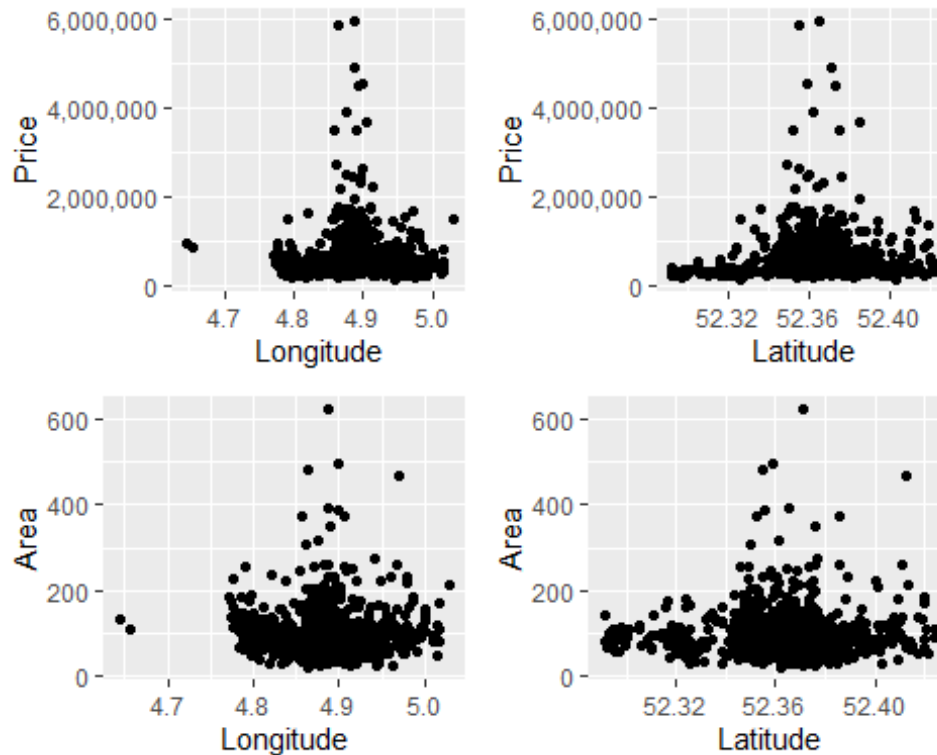 6,000,000
4,000,000
2,000,000
0
Price
4.7 4.8 4.9 5.0
Longitude
6,000,000
4,000,000
2,000,000
0
Price
52.32 52.36 52.40
Latitude
600
400
200
0
Area
4.7 4.8 4.9 5.0
Longitude
600
400
200
0
Area
52.32 52.36 52.40
Latitude